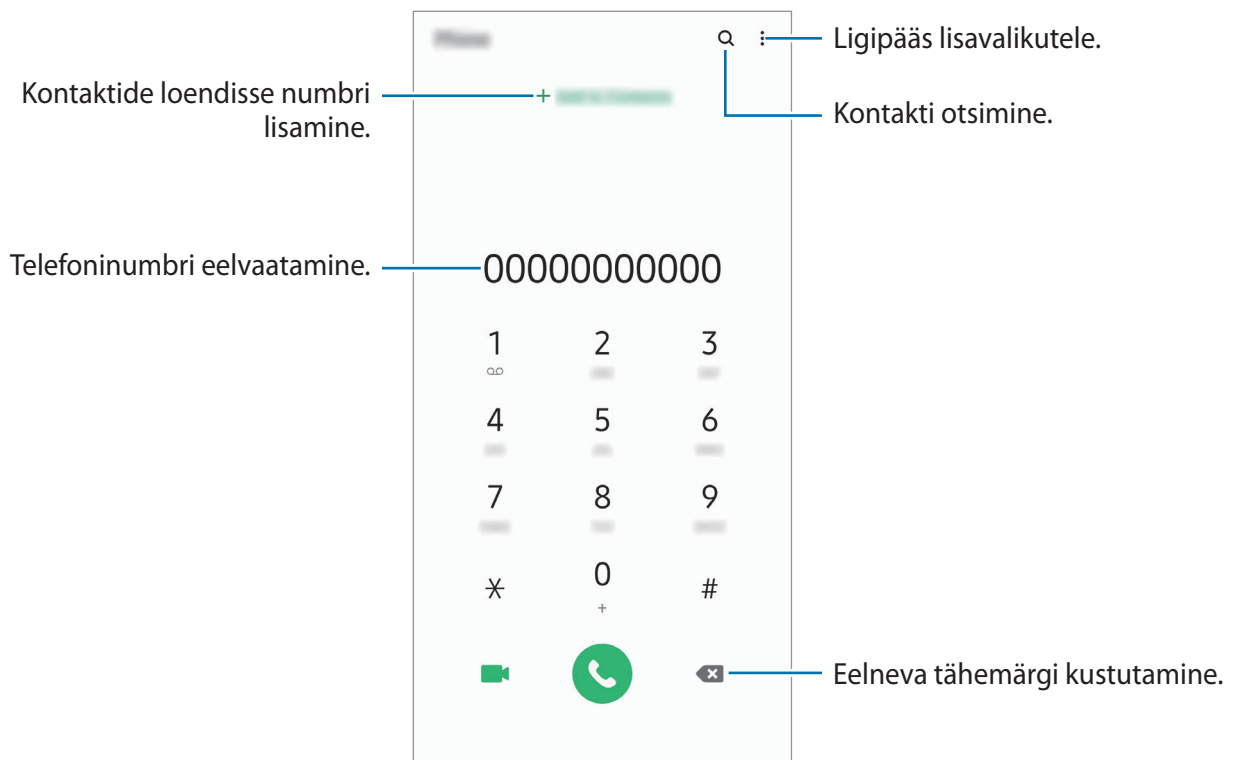 Ligipääs lisavalikutele.
Kontaktide loendisse numbri
lisamine.
+
Kontakti otsimine.
Telefoninumbri eelvaatamine.
00000000000
1 2 3
4 5 6
7 8 9
* 0 #
+
Eelneva tähemärgi kustutamine.